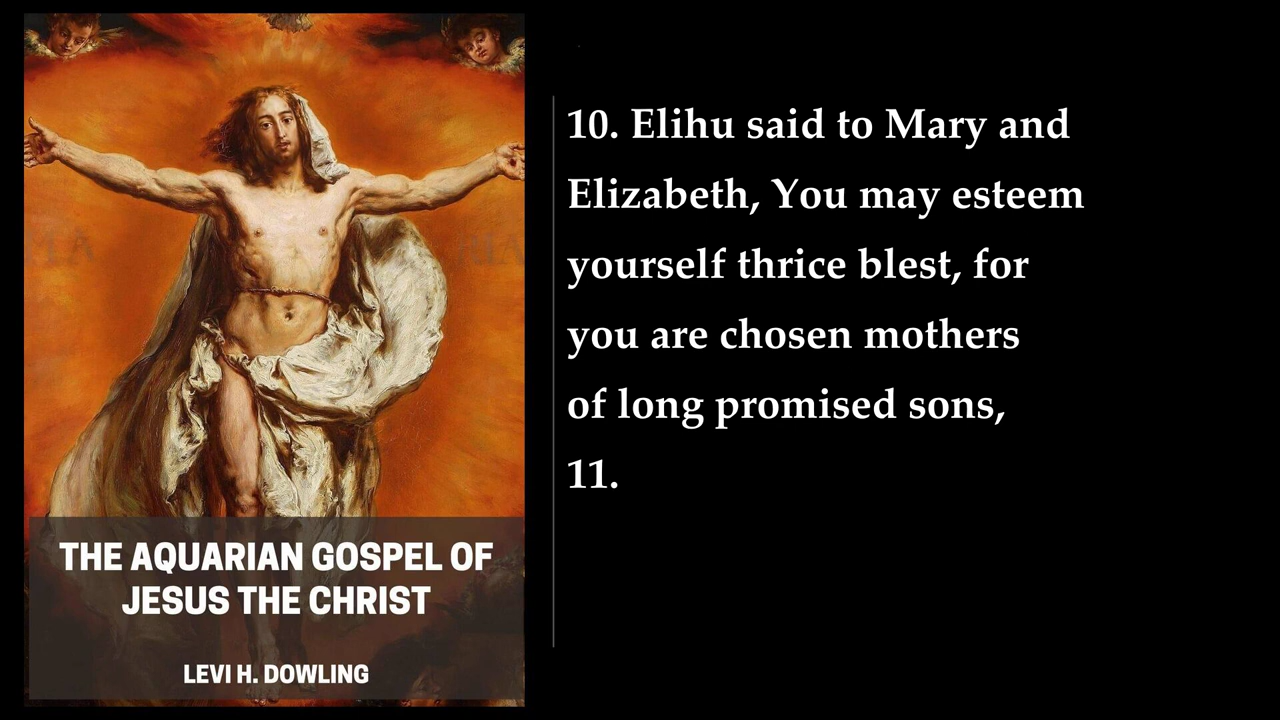 THE AQUARIAN GOSPEL OF
JESUS THE CHRIST
LEVI H. DOWLING
10. Elihu said to Mary and
Elizabeth, You may esteem
yourself thrice blest, for
you are chosen mothers
of long promised sons,
11.